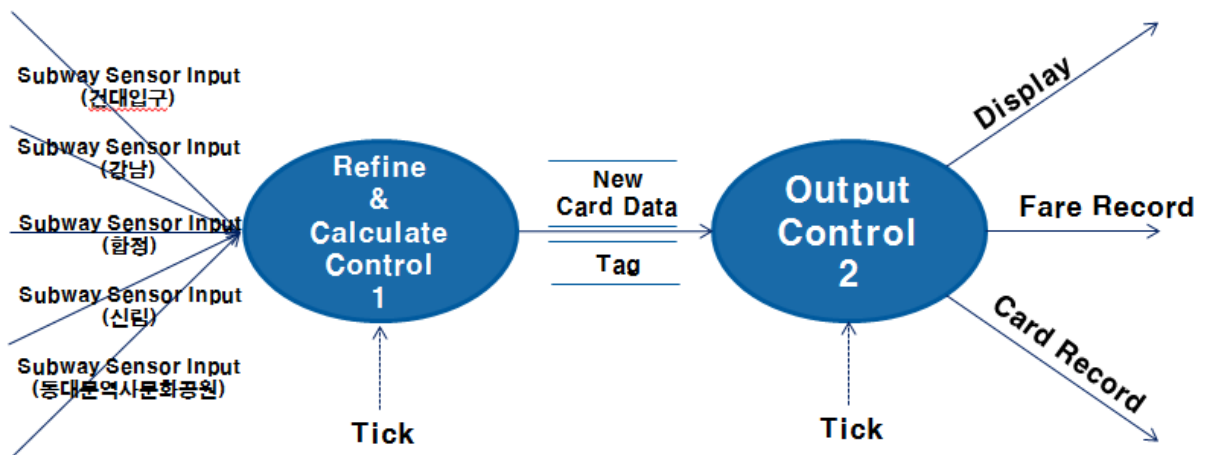 Subway Sensor Input
(건대입구)
Subway Sensor Input
(강남)
Subway Sensor Input
(합정)
Subway Sensor Input
(신림)
Subway Sensor Input
(동대문역사문화공원)
Refine
&
Calculate
Control
1
Tick
New
Card Data
Tag
Output
Control
2
Tick
Display
Fare Record
Card Record